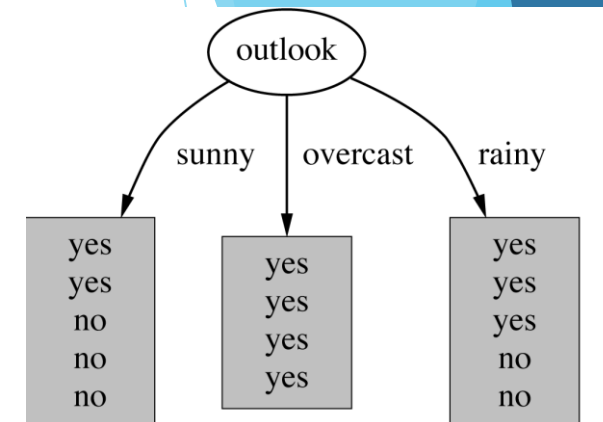 outlook
sunny
overcast
rainy
yes
yes
no
no
no
yes
yes
yes
yes
yes
yes
yes
no
no